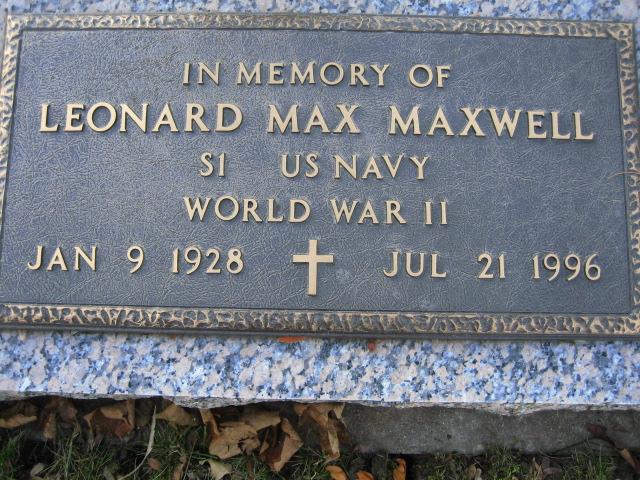 IN MEMORY OF
LEONARD MAX MAXWELL
S1 US NAVY
WORLD WAR II
JAN 9 1928 JUL 21 1996